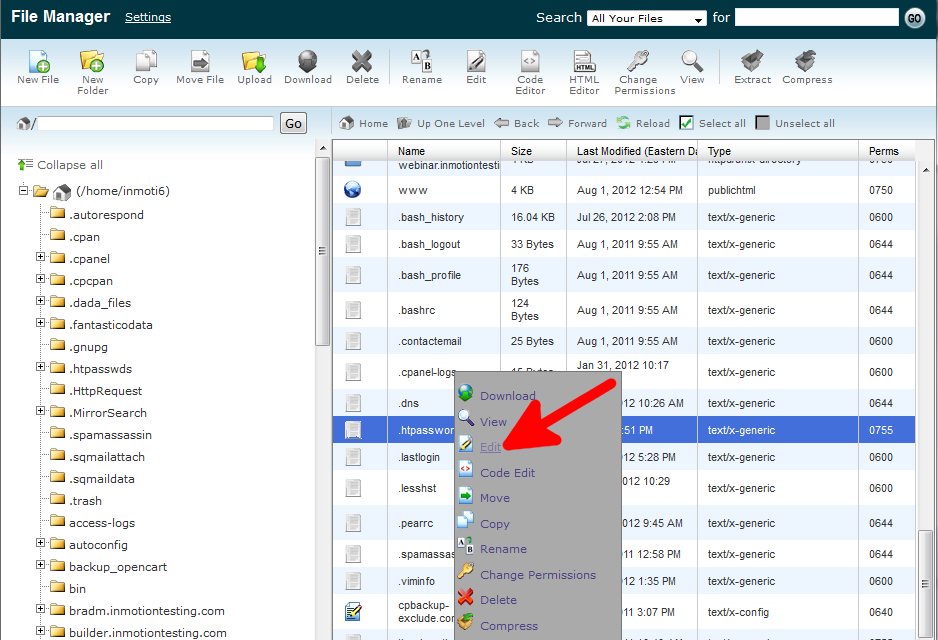 File Manager Inmoti6 Search All Your Files for GO
New File New Folder Copy Move File Upload Download Delete Rename Edit Code Editor HTML Editor Change Permissions View Extract Compress
/ Go Home Up One Level Back Forward Reload Select all Unselect all
Collapse all
(/home/inmoti6)
.autorespond
.cpan
.cpanel
.cpcpan
.dada_files
.fantasticodata
.gnupg
.htpasswds
.HttpRequest
.MirrorSearch
.spamassassin
.sqmailattach
.sqmaildata
.trash
access-logs
autoconfig
backup_opencart
bin
bradm.inmotiontesting.com
builder.inmotiontesting.com
Name Size Last Modified (Eastern Da Type Perms
webinar.inmotiontesti
www 4 KB Aug 1, 2012 12:54 PM publichtml 0750
.bash_history 16.04 KB Jul 26, 2012 2:08 PM text/x-generic 0600
.bash_logout 33 Bytes Aug 1, 2011 9:55 AM text/x-generic 0644
.bash_profile 176 Bytes Aug 1, 2011 9:55 AM text/x-generic 0644
.bashrc 124 Bytes Aug 1, 2011 9:55 AM text/x-generic 0644
.contactemail 25 Bytes Aug 1, 2011 9:55 AM text/x-generic 0600
.cpanel-logs Jan 31, 2012 10:17 text/x-generic 0600
.dns 12 10:26 AM text/x-generic 0644
.htpasswor :51 PM text/x-generic 0755
.lastlogin 12 5:28 PM text/x-generic 0600
.lesshst 12 10:29 text/x-generic 0600
.pearrc 012 9:45 AM text/x-generic 0644
.spamassas 11 12:58 PM text/x-generic 0644
.viminfo 12 1:35 PM text/x-generic 0600
cpbackup-exclude.con 11 3:07 PM text/x-config 0640
Download
View
Edit
Code Edit
Move
Copy
Rename
Change Permissions
Delete
Compress